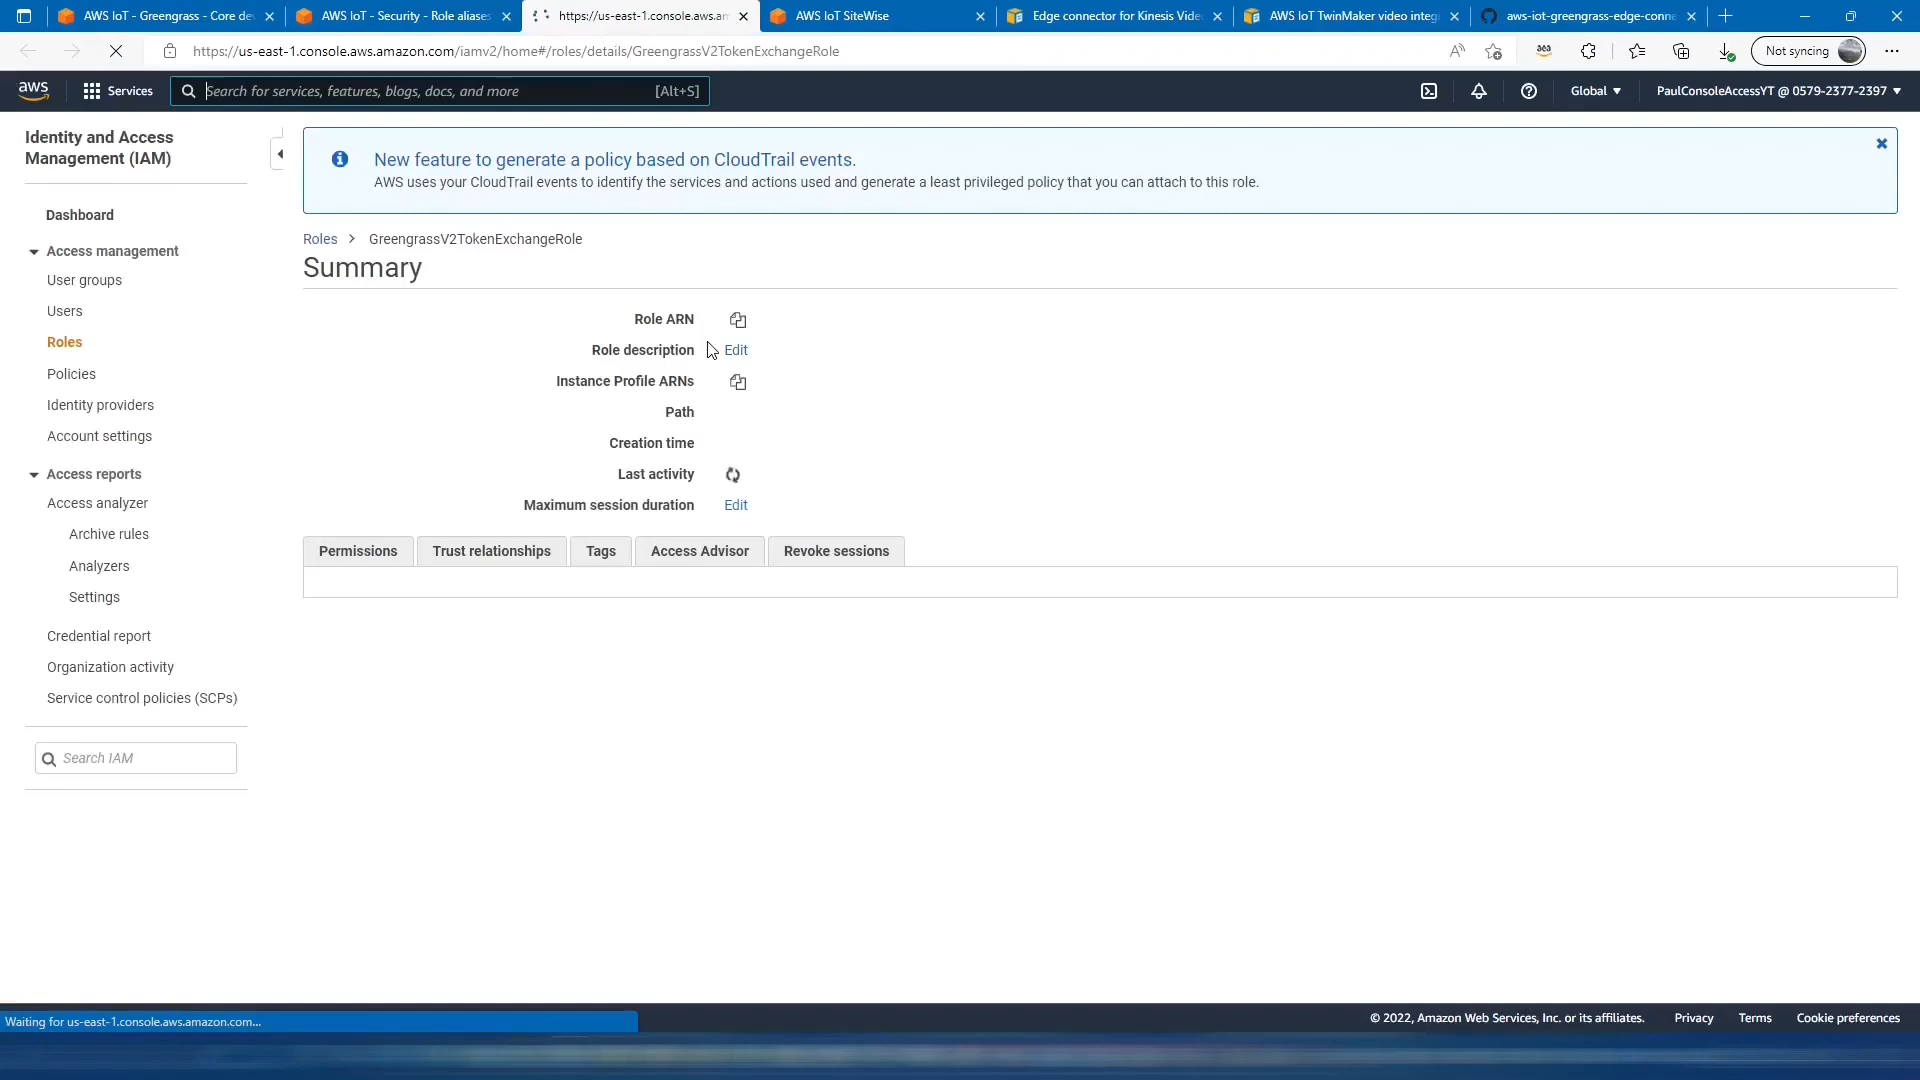 AWS IoT - Greengrass - Core de
AWS IoT - Security - Role aliases
https://us-east-1.console.aws.an
AWS IoT SiteWise
Edge connector for Kinesis Vide
AWS IoT TwinMaker video integ
aws-iot-greengrass-edge-conne
https://us-east-1.console.aws.amazon.com/iamv2/home#/roles/details/GreengrassV2TokenExchangeRole
Not syncing
aws
Services
Search for services, features, blogs, docs, and more
[Alt+S]
Global
PaulConsoleAccessYT @ 0579-2377-2397
Identity and Access
Management (IAM)
Dashboard
Access management
User groups
Users
Roles
Policies
Identity providers
Account settings
Access reports
Access analyzer
Archive rules
Analyzers
Settings
Credential report
Organization activity
Service control policies (SCPs)
Search IAM
New feature to generate a policy based on CloudTrail events.
AWS uses your CloudTrail events to identify the services and actions used and generate a least privileged policy that you can attach to this role.
Roles > GreengrassV2TokenExchangeRole
Summary
Role ARN
Role description Edit
Instance Profile ARNs
Path
Creation time
Last activity
Maximum session duration Edit
Permissions
Trust relationships
Tags
Access Advisor
Revoke sessions
Waiting for us-east-1.console.aws.amazon.com...
© 2022, Amazon Web Services, Inc. or its affiliates.
Privacy
Terms
Cookie preferences